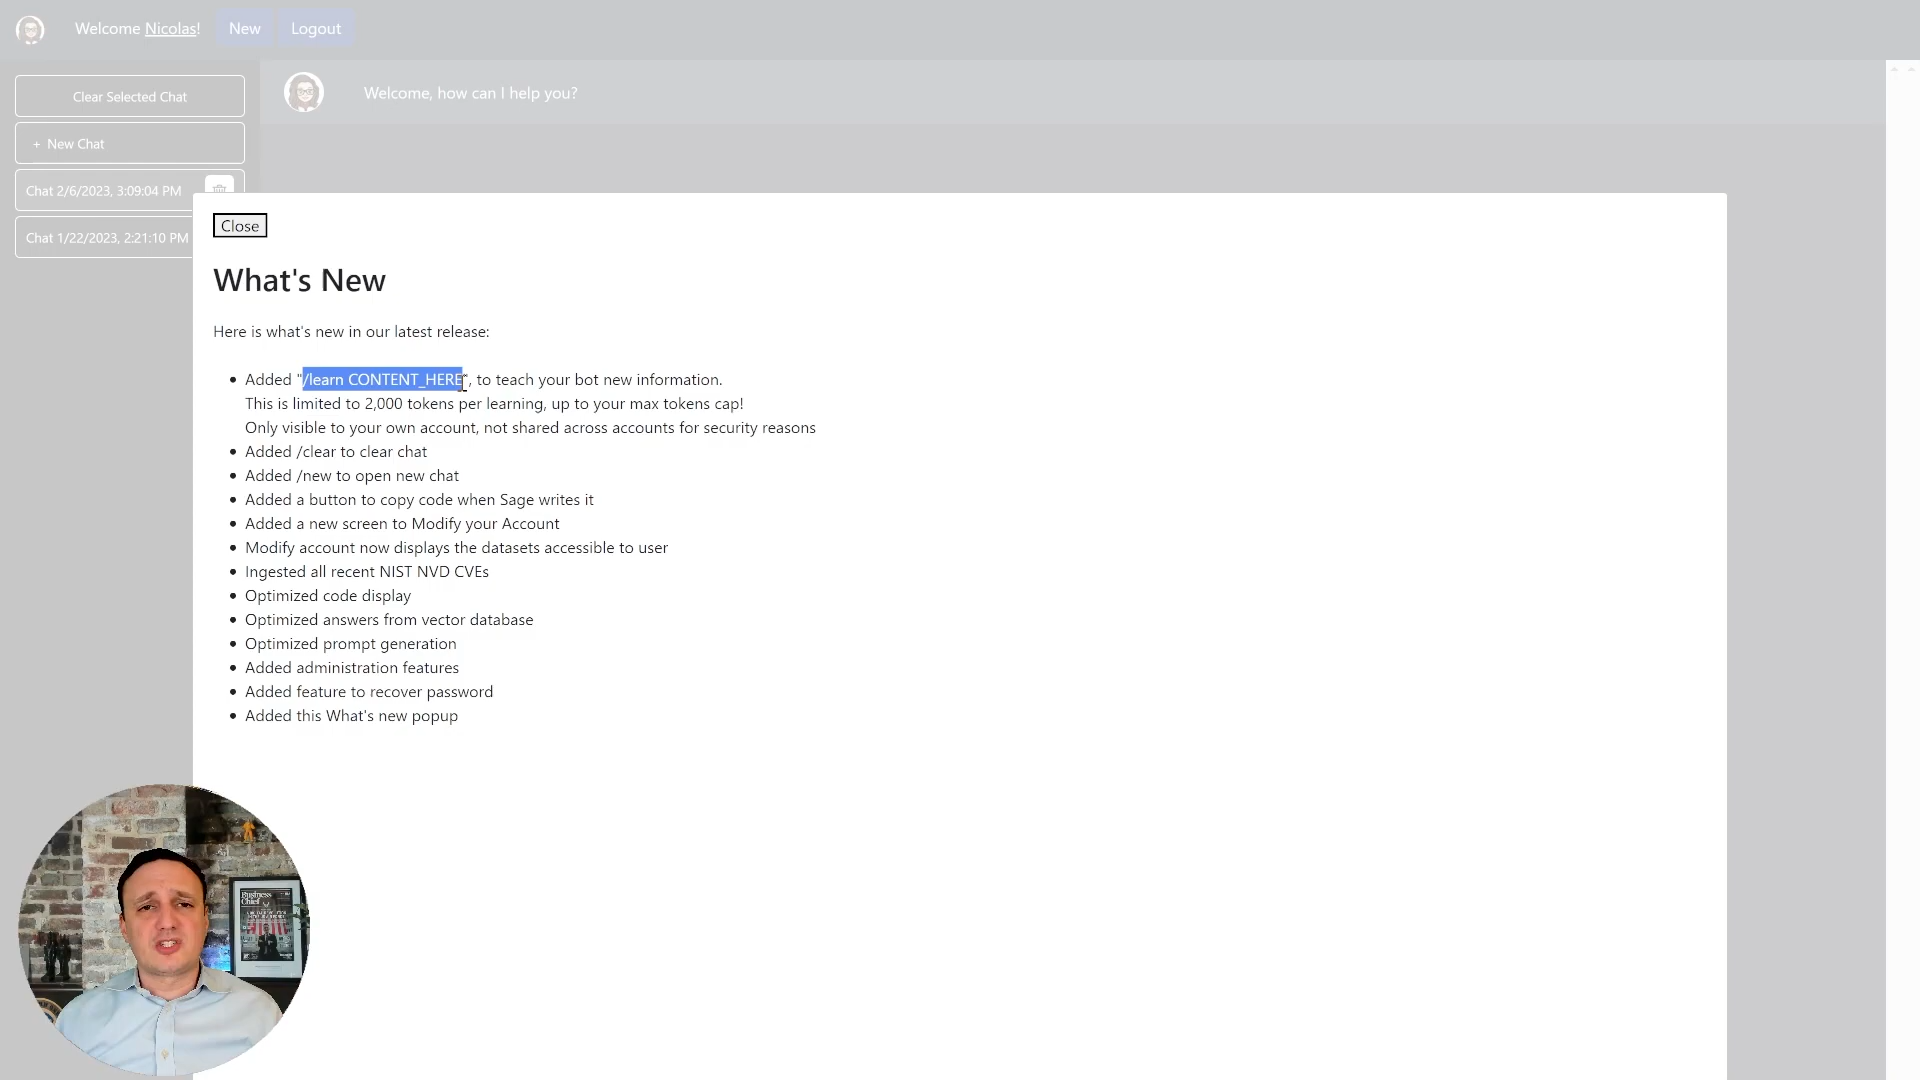 Welcome Nicolas!
New
Logout
Clear Selected Chat
+ New Chat
Chat 2/6/2023, 3:09:04 PM
Chat 1/22/2023, 2:21:10 PM
Welcome, how can I help you?
Close
What's New
Here is what's new in our latest release:
Added "/learn CONTENT_HERE", to teach your bot new information.
This is limited to 2,000 tokens per learning, up to your max tokens cap!
Only visible to your own account, not shared across accounts for security reasons
Added /clear to clear chat
Added /new to open new chat
Added a button to copy code when Sage writes it
Added a new screen to Modify your Account
Modify account now displays the datasets accessible to user
Ingested all recent NIST NVD CVEs
Optimized code display
Optimized answers from vector database
Optimized prompt generation
Added administration features
Added feature to recover password
Added this What's new popup
Business
Chief